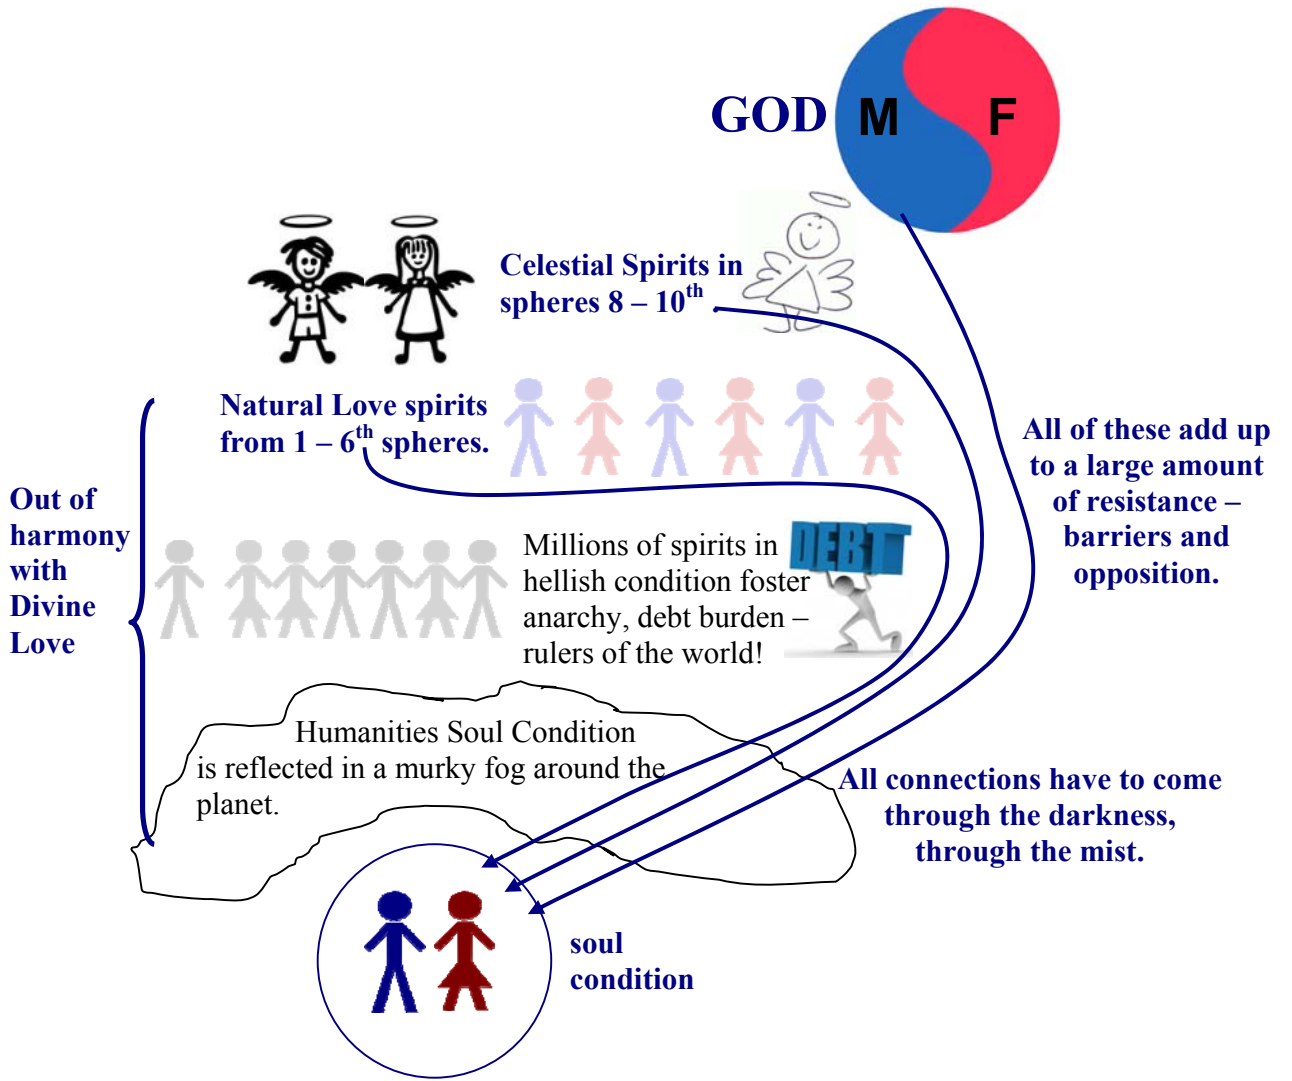 GOD
M
F
Celestial Spirits in
spheres 8 – 10th
Natural Love spirits
from 1 – 6th spheres.
All of these add up
to a large amount
of resistance –
barriers and
opposition.
Out of
harmony
with
Divine
Love
Millions of spirits in
hellish condition foster
anarchy, debt burden –
rulers of the world!
DEBT
Humanities Soul Condition
is reflected in a murky fog around the
planet.
All connections have to come
through the darkness,
through the mist.
soul
condition